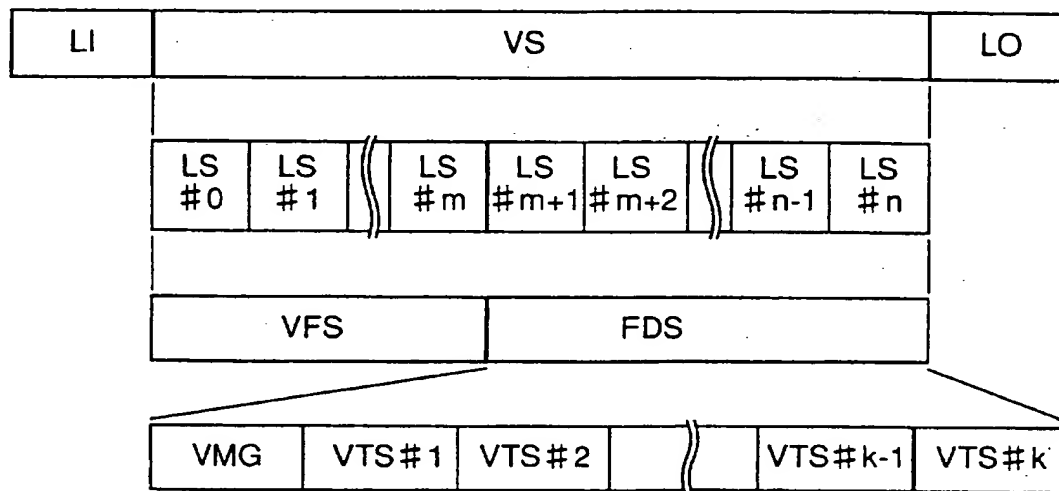 LI VS LO
LS #0 LS #1 LS #m LS #m+1 LS #m+2 LS #n-1 LS #n
VFS FDS
VMG VTS#1 VTS#2 VTS#k-1 VTS#k